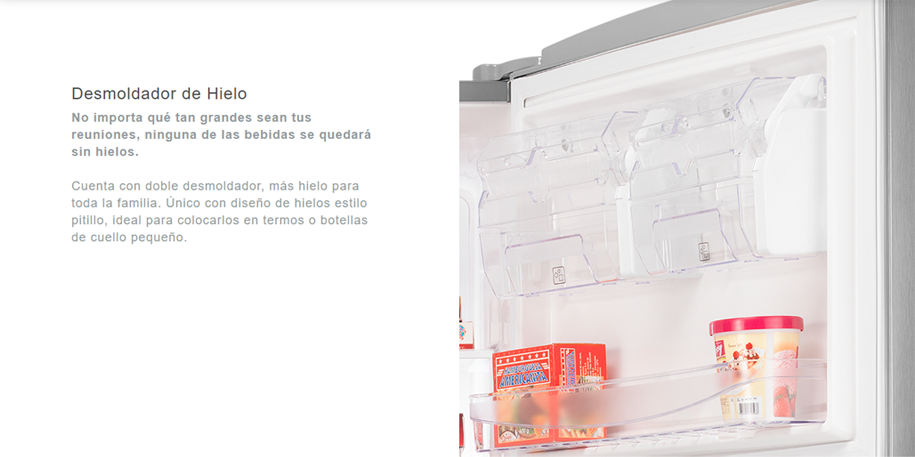 Desmoldador de Hielo
No importa qué tan grandes sean tus
reuniones, ninguna de las bebidas se quedará
sin hielos.
Cuenta con doble desmoldador, más hielo para
toda la familia. Único con diseño de hielos estilo
pitillo, ideal para colocarlos en termos o botellas
de cuello pequeño.
AMERICANITA